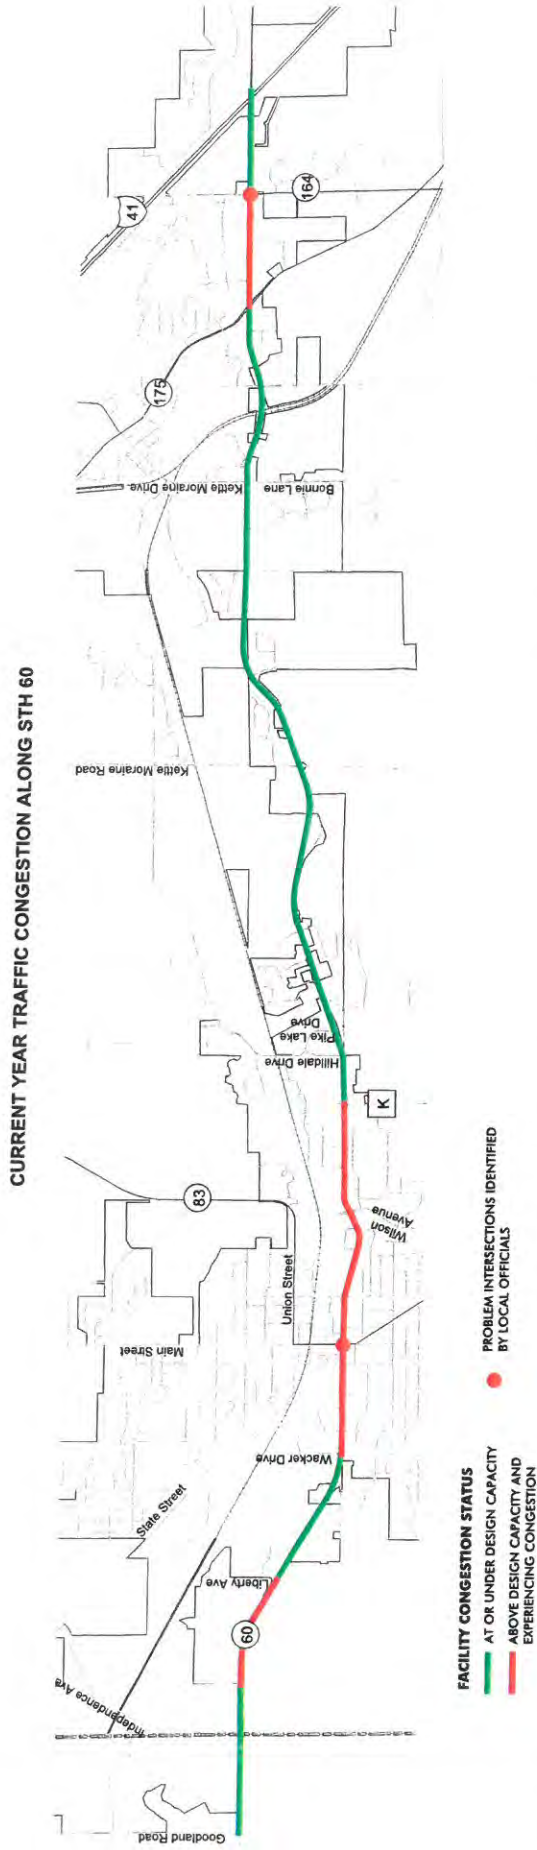 CURRENT YEAR TRAFFIC CONGESTION ALONG STH 60
Goodland Road
Independence Ave
60
Liberty Ave
State Street
Wacker Drive
Main Street
Union Street
83
Wilson
Avenue
K
Hilldale Drive
Pike Lake
Drive
Kettle Moraine Road
Kettle Moraine Drive
Bonnie Lane
175
41
164
FACILITY CONGESTION STATUS
AT OR UNDER DESIGN CAPACITY
ABOVE DESIGN CAPACITY AND
EXPERIENCING CONGESTION
PROBLEM INTERSECTIONS IDENTIFIED
BY LOCAL OFFICIALS